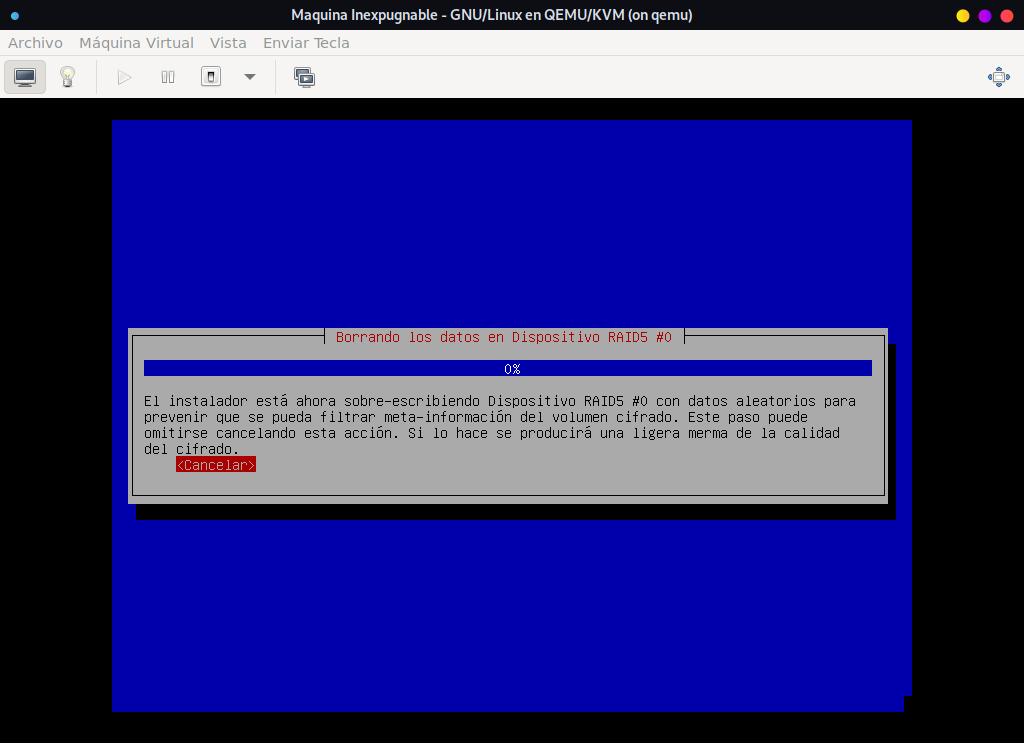 Maquina Inexpugnable - GNU/Linux en QEMU/KVM (on qemu)
Archivo Máquina Virtual Vista Enviar Tecla
Borrando los datos en Dispositivo RAID5 #0
0%
El instalador está ahora sobre-escribiendo Dispositivo RAID5 #0 con datos aleatorios para
prevenir que se pueda filtrar meta-información del volumen cifrado. Este paso puede
omitirse cancelando esta acción. Si lo hace se producirá una ligera merma de la calidad
del cifrado.
<Cancelar>